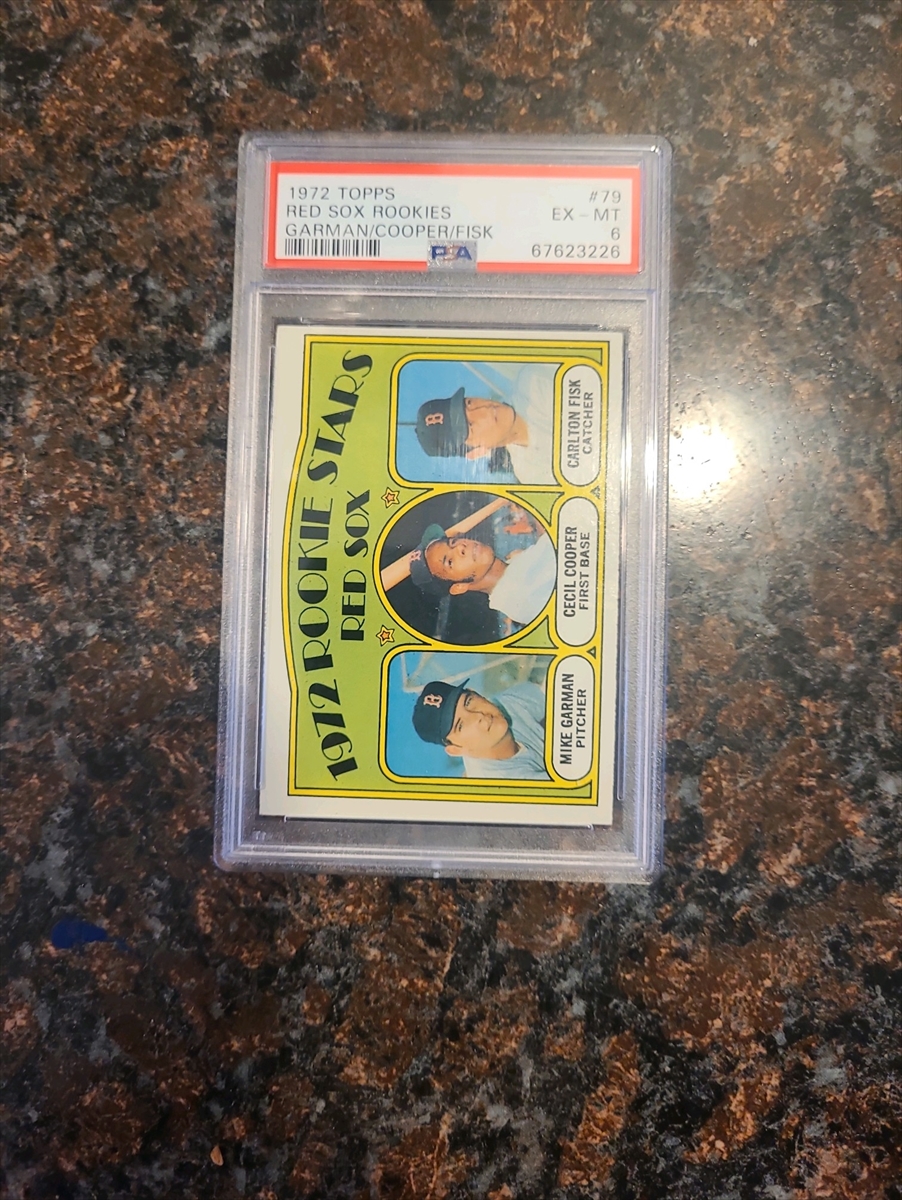 1972 TOPPS #79
RED SOX ROOKIES EX - MT
GARMAN/COOPER/FISK 6
PSA 67623226
1972 ROOKIE STARS
RED SOX
MIKE GARMAN
PITCHER
CECIL COOPER
FIRST BASE
CARLTON FISK
CATCHER
B
B